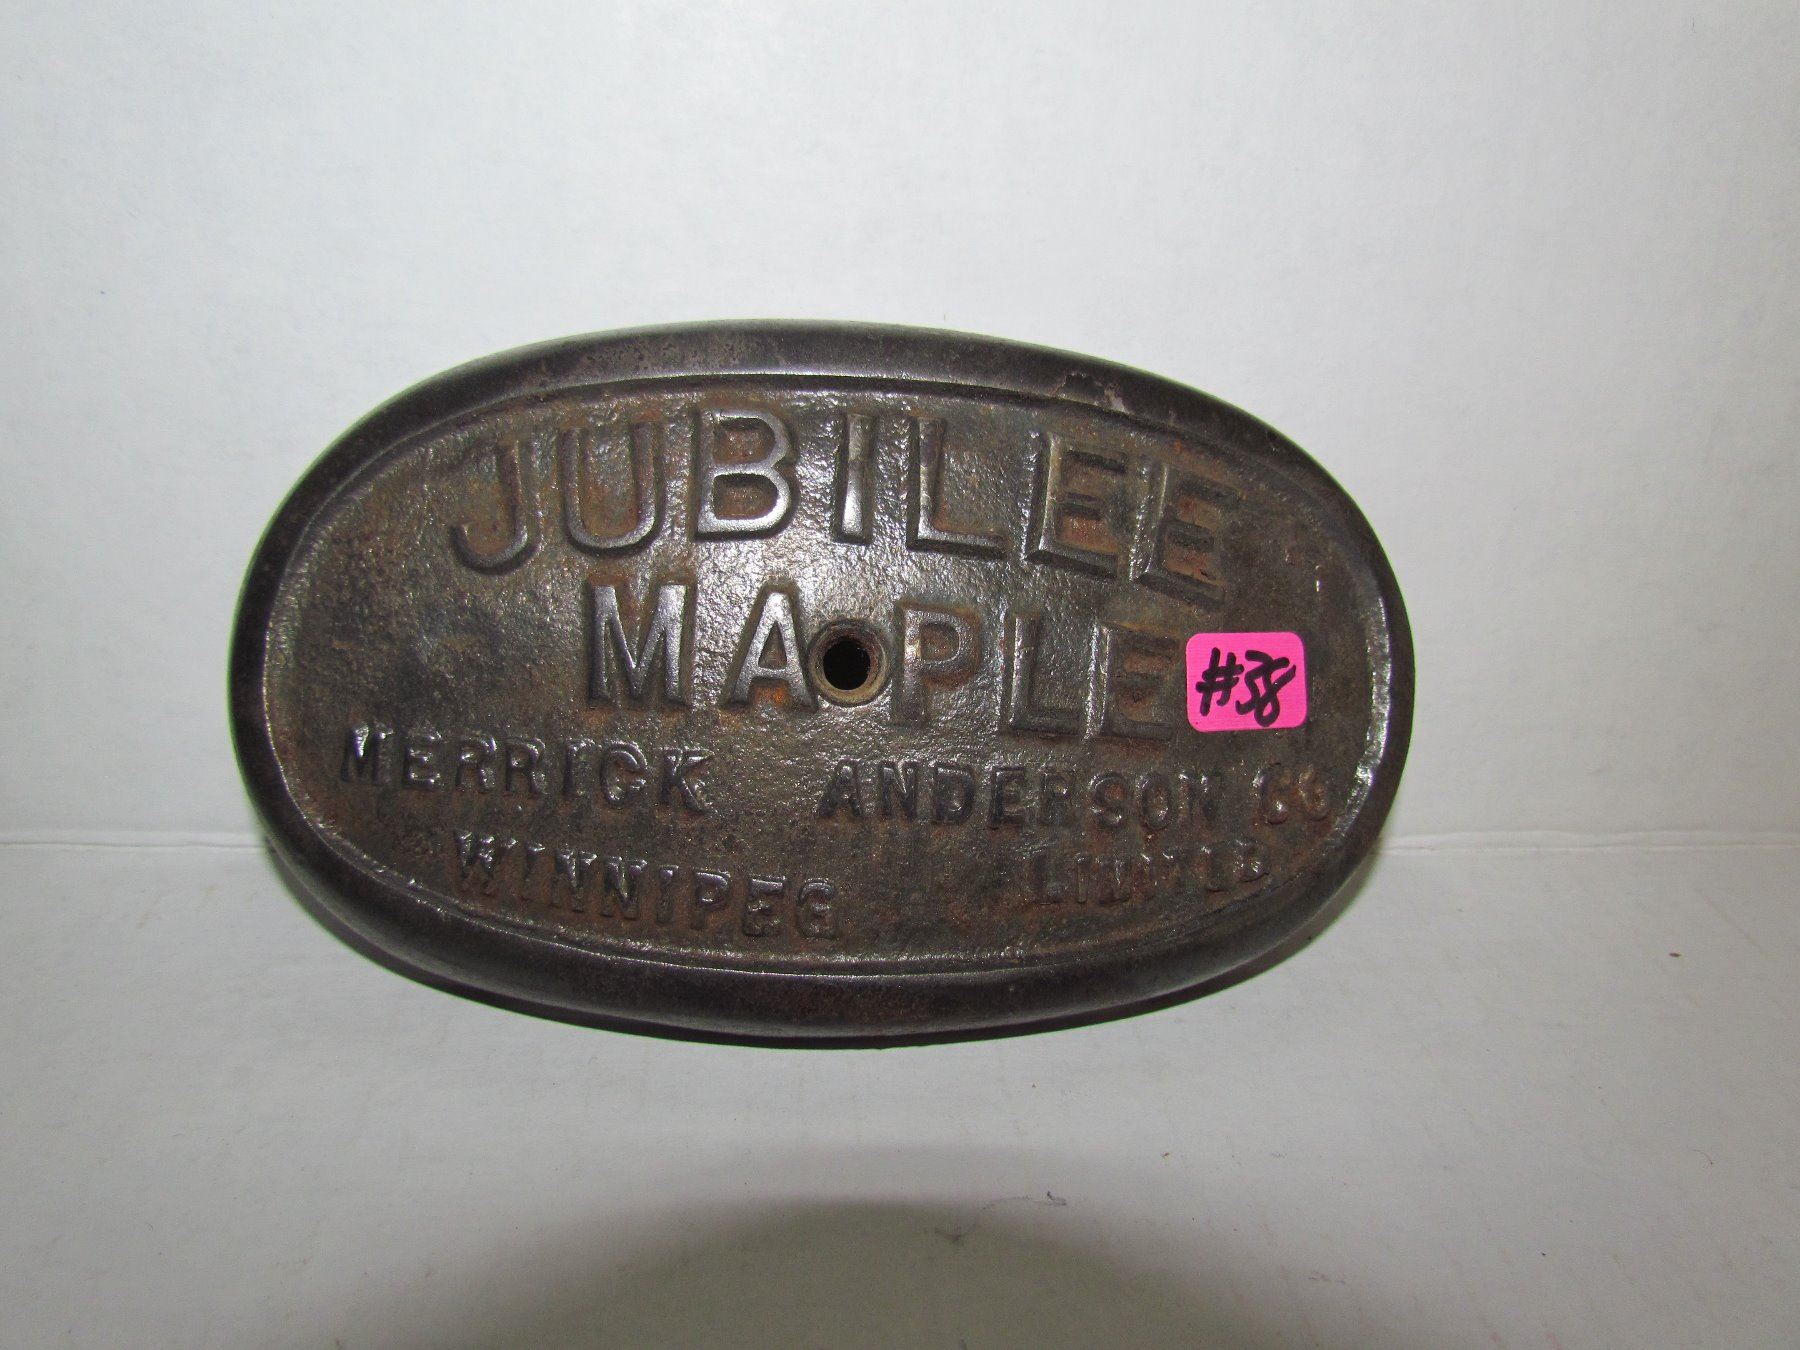 JUBILEE
MAPLE
#38
MERRICK ANDERSON CO
WINNIPEG LIMITED